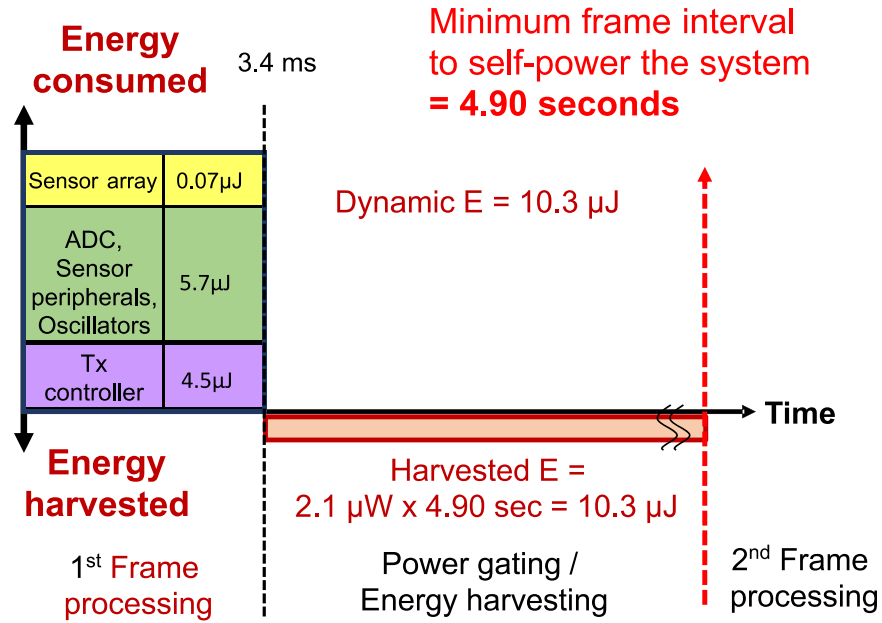 Energy
consumed
3.4 ms
Minimum frame interval
to self-power the system
= 4.90 seconds
Sensor array 0.07µJ
ADC,
Sensor
peripherals,
Oscillators
5.7µJ
Tx
controller
4.5µJ
Dynamic E = 10.3 µJ
Time
Energy
harvested
Harvested E =
2.1 µW x 4.90 sec = 10.3 µJ
1st Frame
processing
Power gating /
Energy harvesting
2nd Frame
processing